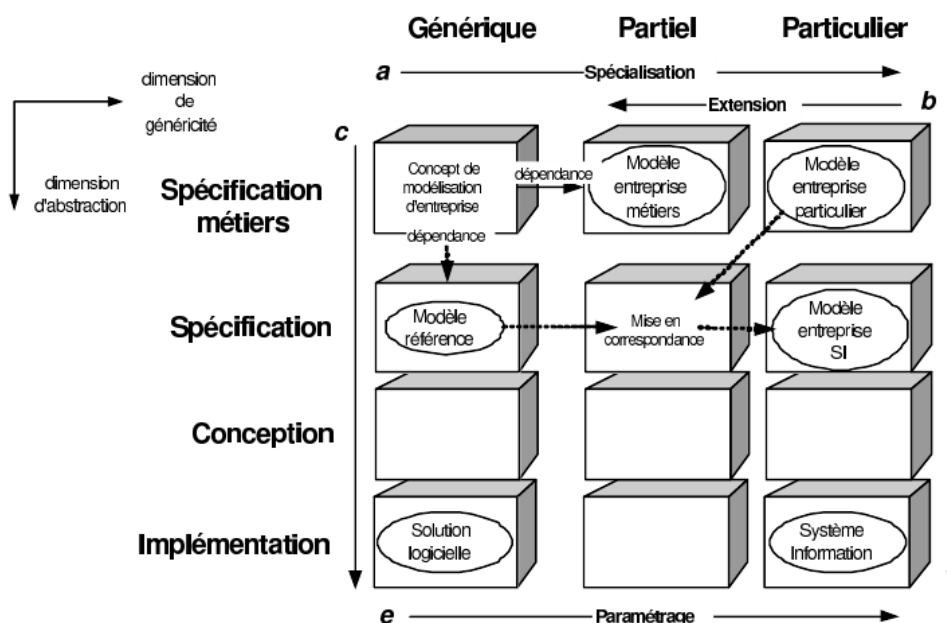 Générique Partiel Particulier
a Spécialisation
dimension
de
généricité
Extension b
c
dimension
d'abstraction
Spécification
métiers
Concept de
modélisation
d'entreprise
dépendance
Modèle
entreprise
métiers
Modèle
entreprise
particulier
dépendance
Spécification
Modèle
référence
Mise en
correspondance
Modèle
entreprise
SI
Conception
Implémentation
Solution
logicielle
Système
Information
e Paramétrage